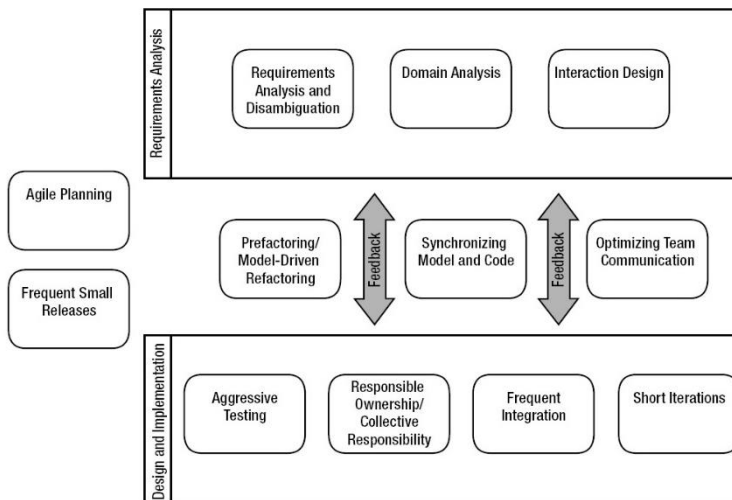 Requirements Analysis
Requirements
Analysis and
Disambiguation
Domain Analysis
Interaction Design
Agile Planning
Frequent Small
Releases
Prefactoring/
Model-Driven
Refactoring
Feedback
Synchronizing
Model and Code
Feedback
Optimizing Team
Communication
Design and Implementation
Aggressive
Testing
Responsible
Ownership/
Collective
Responsibility
Frequent
Integration
Short Iterations